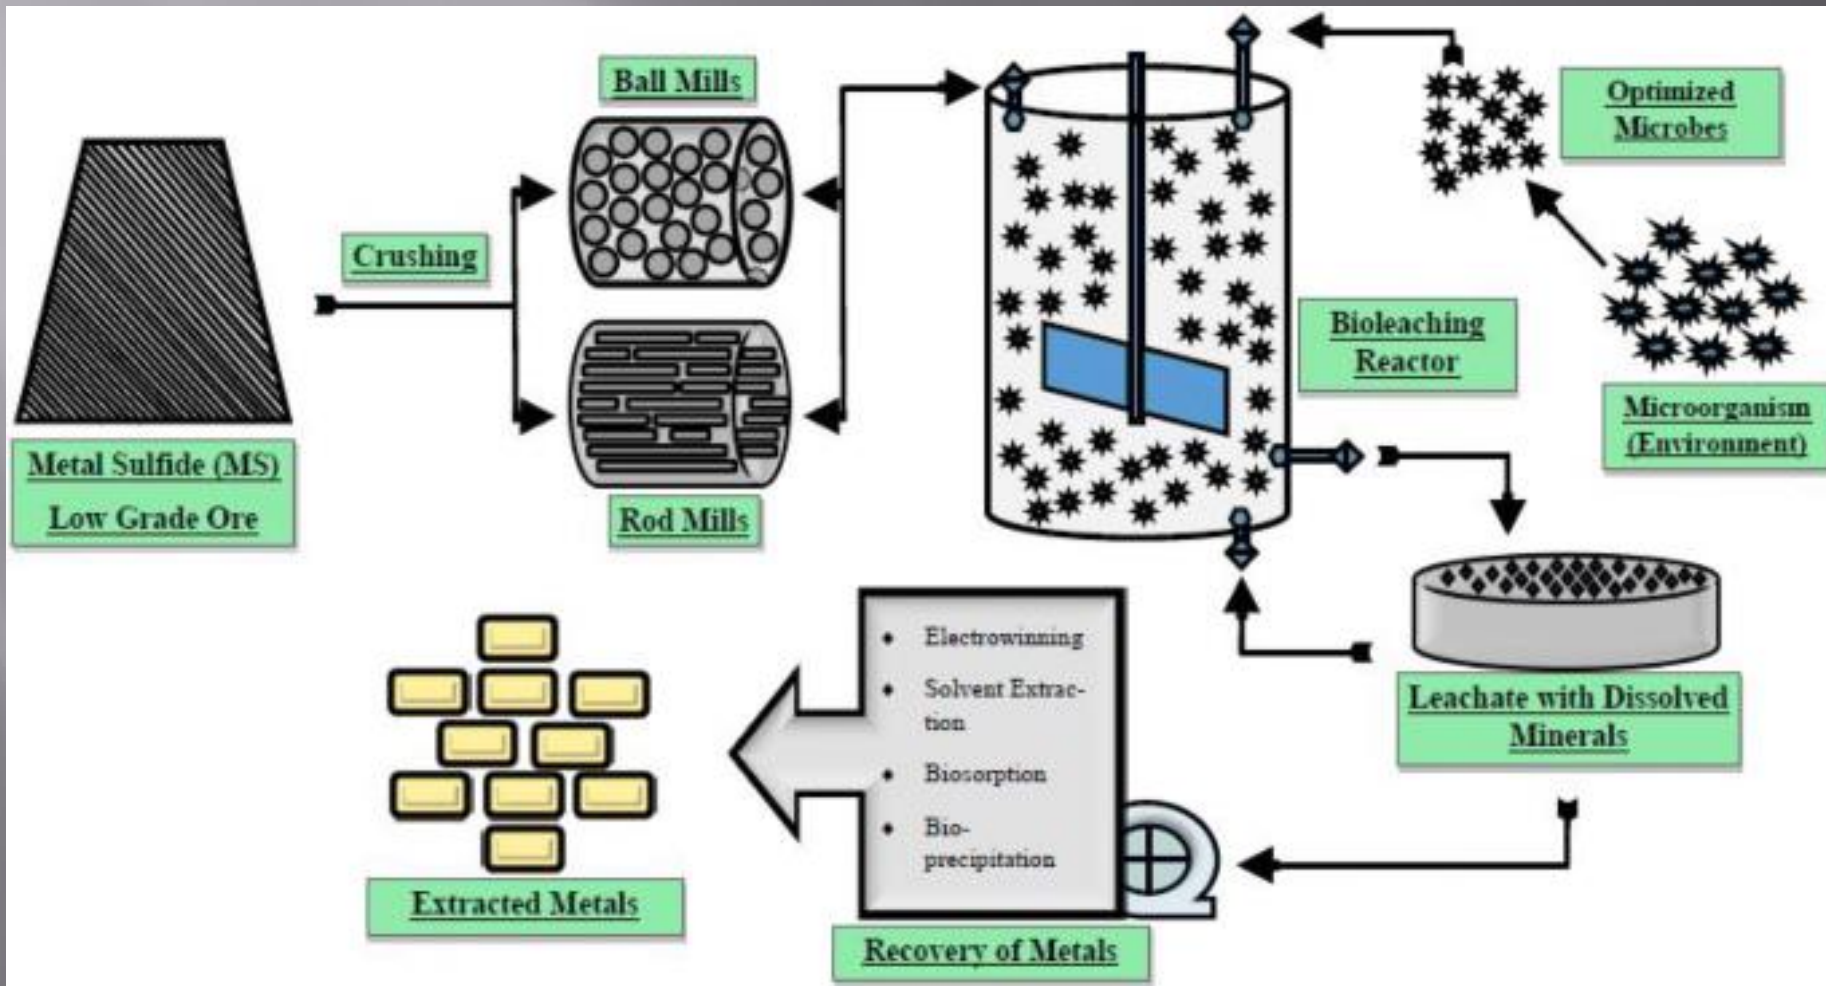 Ball Mills
Optimized
Microbes
Crushing
Bioleaching
Reactor
Microorganism
(Environment)
Metal Sulfide (MS)
Low Grade Ore
Rod Mills
Electrowinning
Solvent Extrac-
tion
Biosorption
Bio-
precipitation
Leachate with Dissolved
Minerals
Extracted Metals
Recovery of Metals